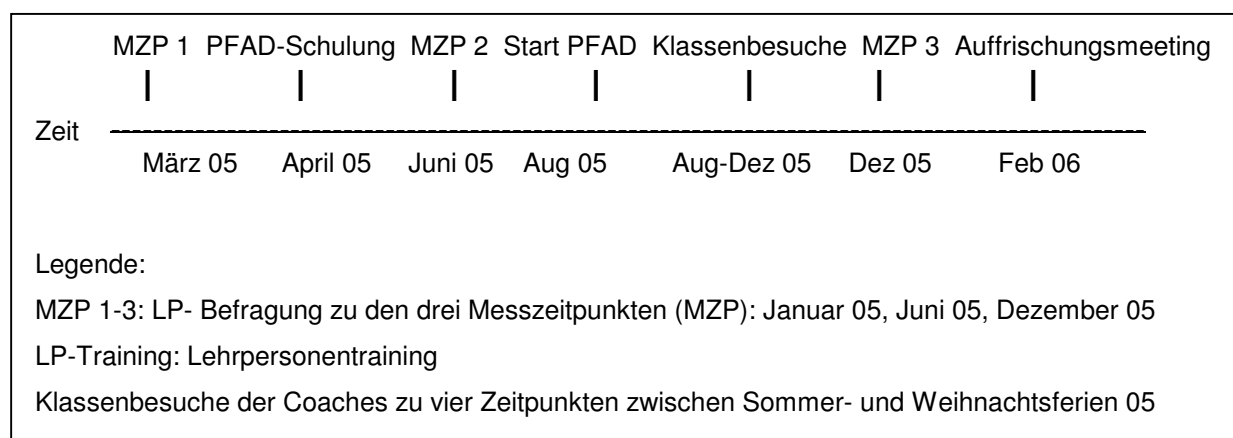 MZP 1 PFAD-Schulung MZP 2 Start PFAD Klassenbesuche MZP 3 Auffrischungsmeeting
Zeit
März 05 April 05 Juni 05 Aug 05 Aug-Dez 05 Dez 05 Feb 06
Legende:
MZP 1-3: LP- Befragung zu den drei Messzeitpunkten (MZP): Januar 05, Juni 05, Dezember 05
LP-Training: Lehrpersonentraining
Klassenbesuche der Coaches zu vier Zeitpunkten zwischen Sommer- und Weihnachtsferien 05